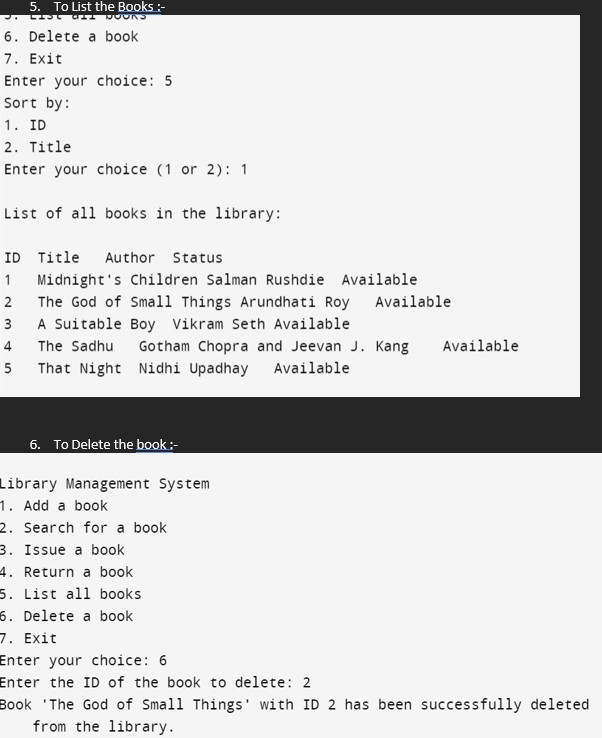 5. To List the Books :-
5. List all books
6. Delete a book
7. Exit
Enter your choice: 5
Sort by:
1. ID
2. Title
Enter your choice (1 or 2): 1
List of all books in the library:
ID Title Author Status
1 Midnight's Children Salman Rushdie Available
2 The God of Small Things Arundhati Roy Available
3 A Suitable Boy Vikram Seth Available
4 The Sadhu Gotham Chopra and Jeevan J. Kang Available
5 That Night Nidhi Upadhay Available
6. To Delete the book :-
Library Management System
1. Add a book
2. Search for a book
3. Issue a book
4. Return a book
5. List all books
6. Delete a book
7. Exit
Enter your choice: 6
Enter the ID of the book to delete: 2
Book 'The God of Small Things' with ID 2 has been successfully deleted
from the library.